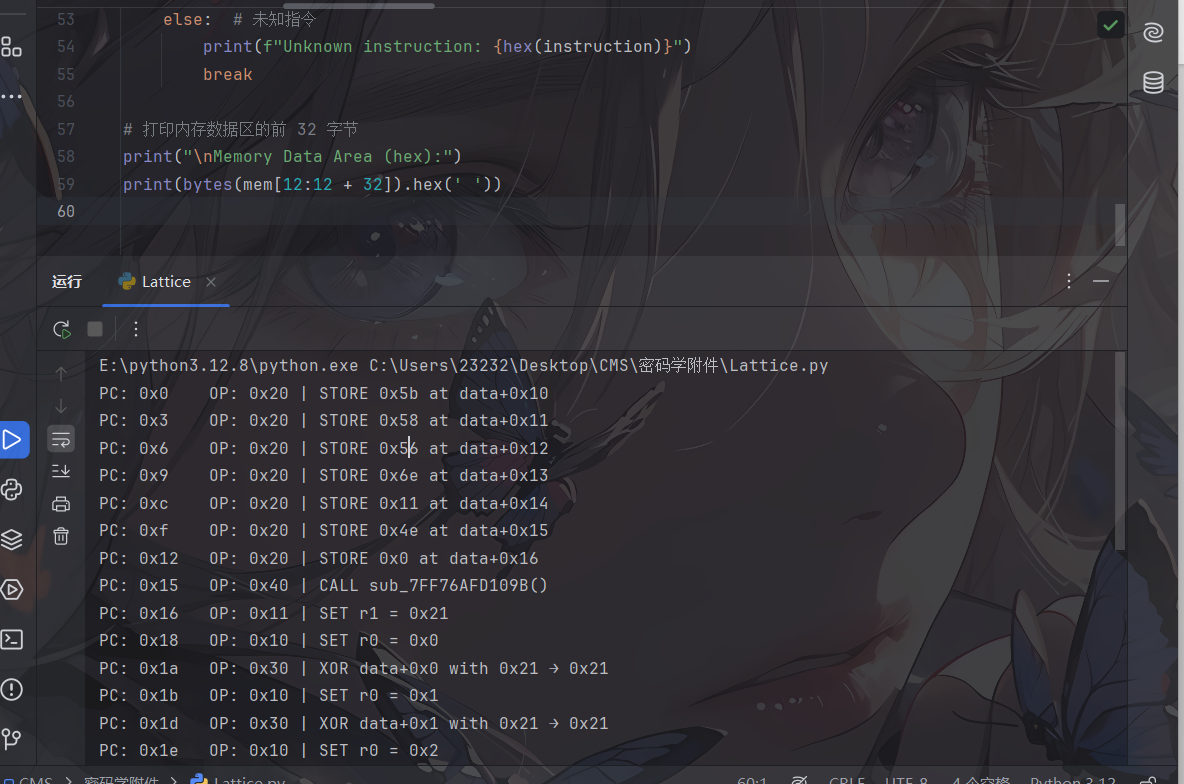 53 else: # 未知指令
54 print(f"Unknown instruction: {hex(instruction)}")
55 break
56
57 # 打印内存数据区的前 32 字节
58 print("\nMemory Data Area (hex):")
59 print(bytes(mem[12:12 + 32]).hex(' '))
60
运行 Lattice
E:\python3.12.8\python.exe C:\Users\23232\Desktop\CMS\密码学附件\Lattice.py
PC: 0x0 OP: 0x20 | STORE 0x5b at data+0x10
PC: 0x3 OP: 0x20 | STORE 0x58 at data+0x11
PC: 0x6 OP: 0x20 | STORE 0x56 at data+0x12
PC: 0x9 OP: 0x20 | STORE 0x6e at data+0x13
PC: 0xc OP: 0x20 | STORE 0x11 at data+0x14
PC: 0xf OP: 0x20 | STORE 0x4e at data+0x15
PC: 0x12 OP: 0x20 | STORE 0x0 at data+0x16
PC: 0x15 OP: 0x40 | CALL sub_7FF76AFD109B()
PC: 0x16 OP: 0x11 | SET r1 = 0x21
PC: 0x18 OP: 0x10 | SET r0 = 0x0
PC: 0x1a OP: 0x30 | XOR data+0x0 with 0x21 → 0x21
PC: 0x1b OP: 0x10 | SET r0 = 0x1
PC: 0x1d OP: 0x30 | XOR data+0x1 with 0x21 → 0x21
PC: 0x1e OP: 0x10 | SET r0 = 0x2
CMS > 密码学附件 > Lattice.py 60:1 CRLF UTF-8 4 个空格 Python 3.12